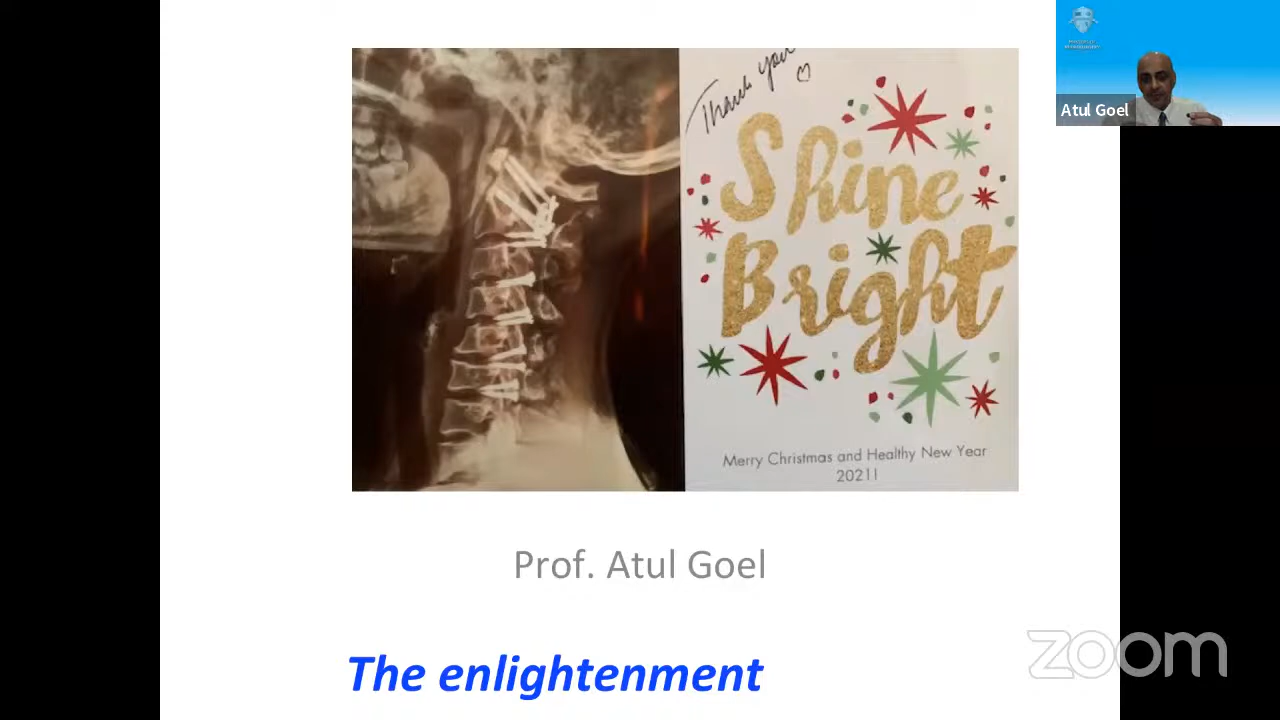 Thank you
Shine
Bright
Merry Christmas and Healthy New Year
2021!
Prof. Atul Goel
The enlightenment
Atul Goel
zoom